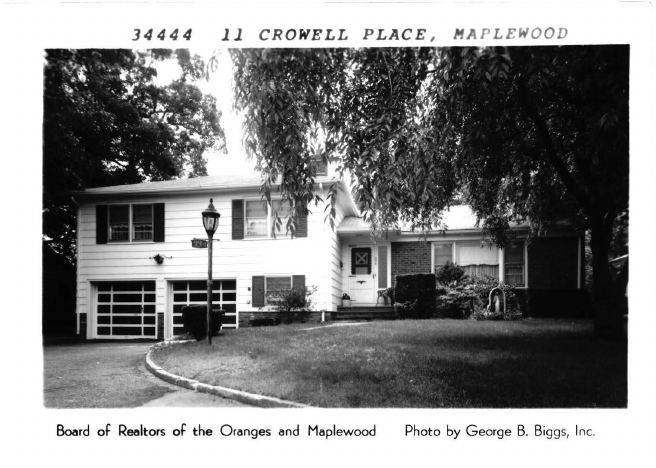 34444 11 CROWELL PLACE, MAPLEWOOD
Board of Realtors of the Oranges and Maplewood Photo by George B. Biggs, Inc.